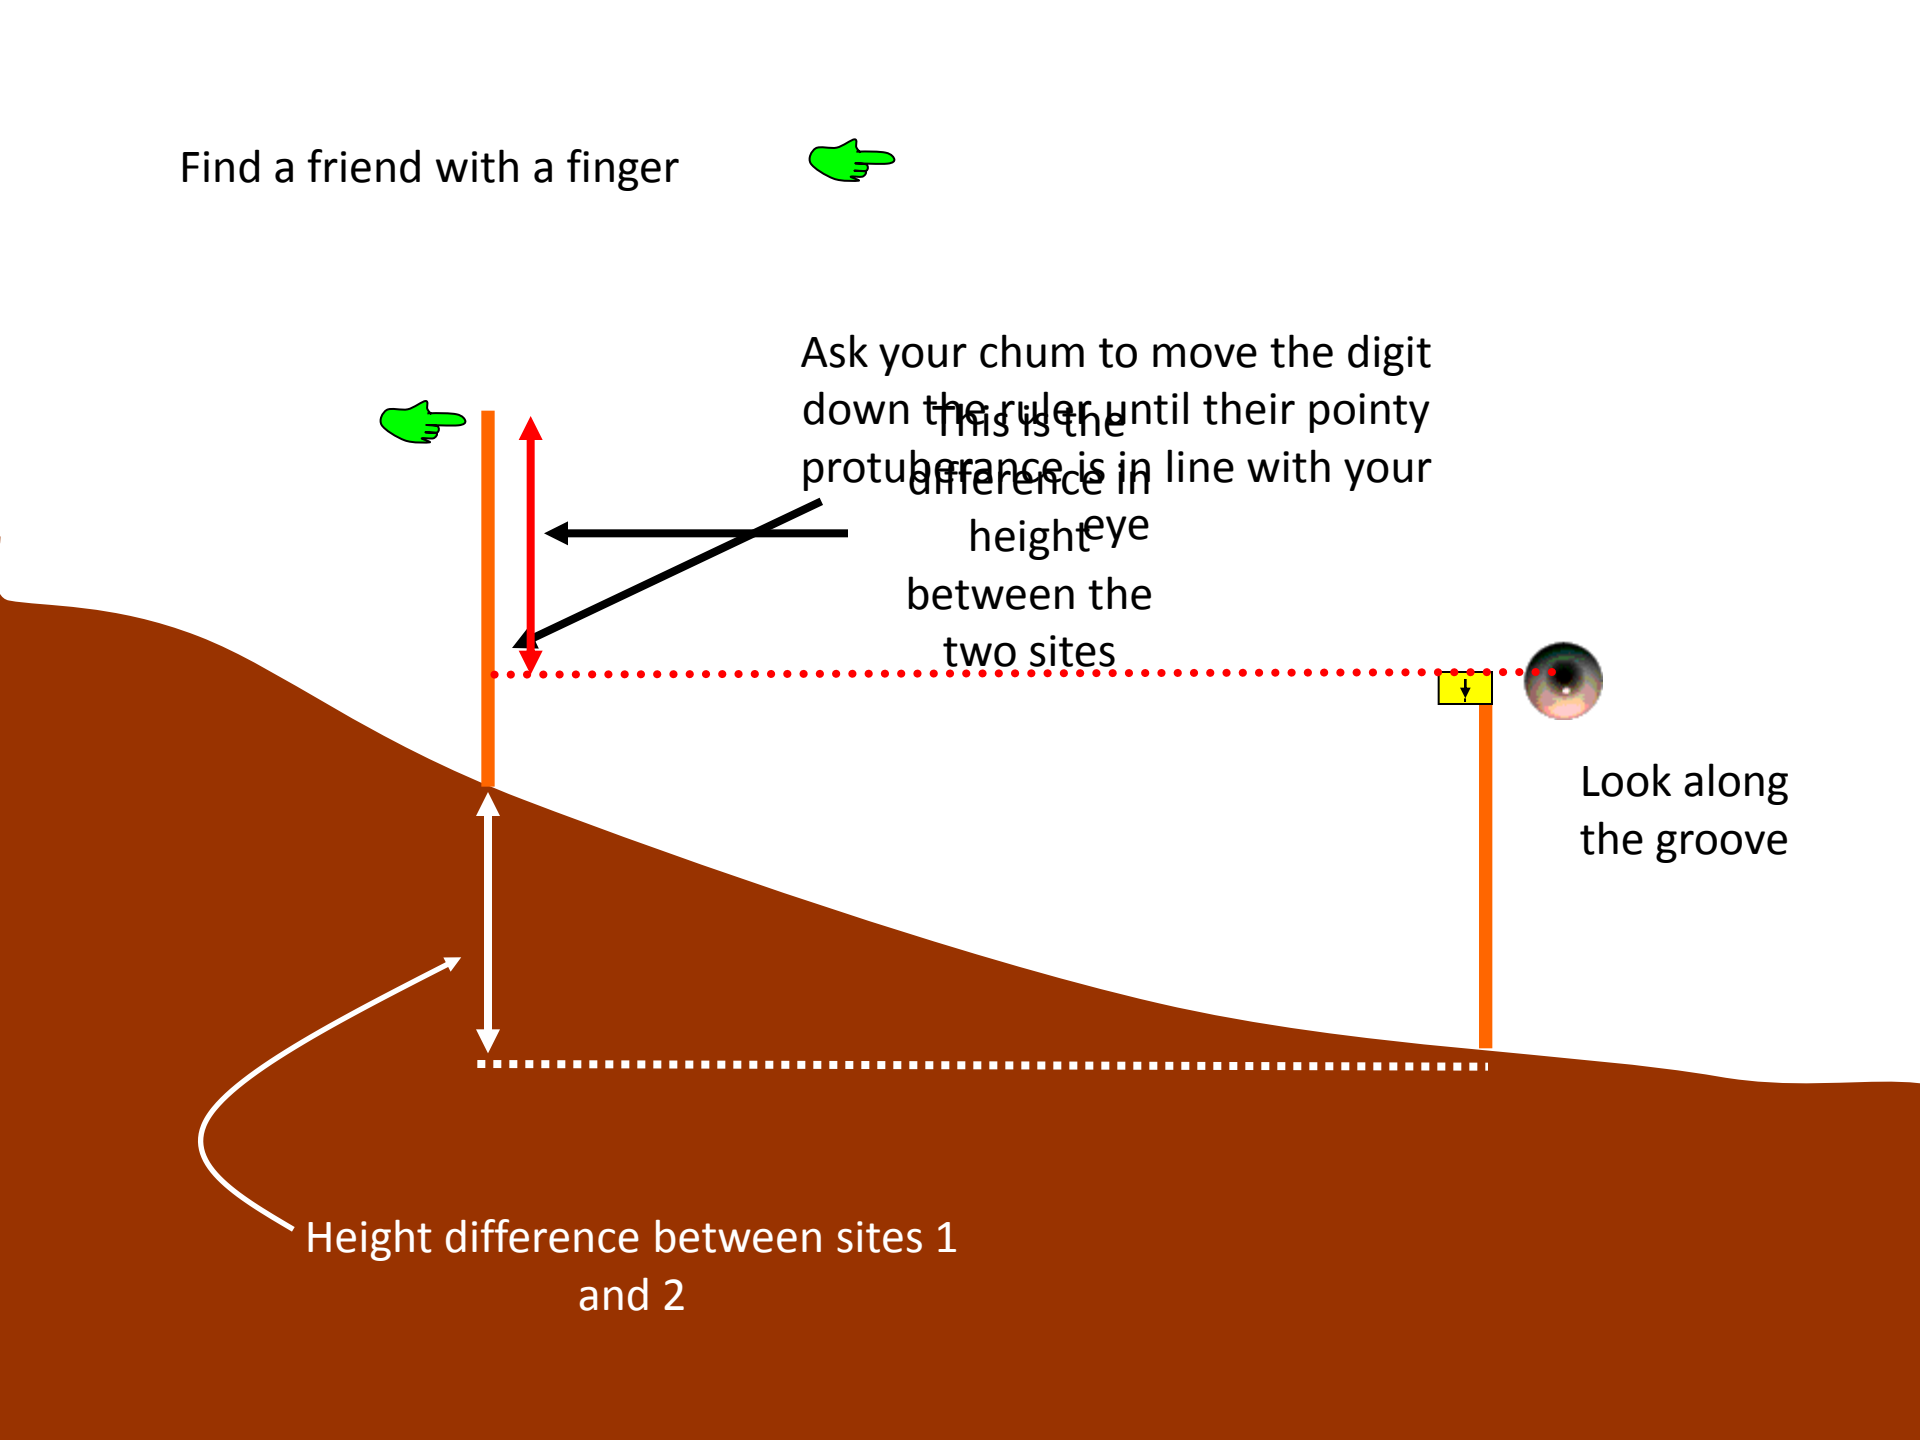 Find a friend with a finger
Ask your chum to move the digit
down the ruler until their pointy
protuberance is in line with your
eye
This is the
difference in
height
between the
two sites
Look along
the groove
Height difference between sites 1
and 2